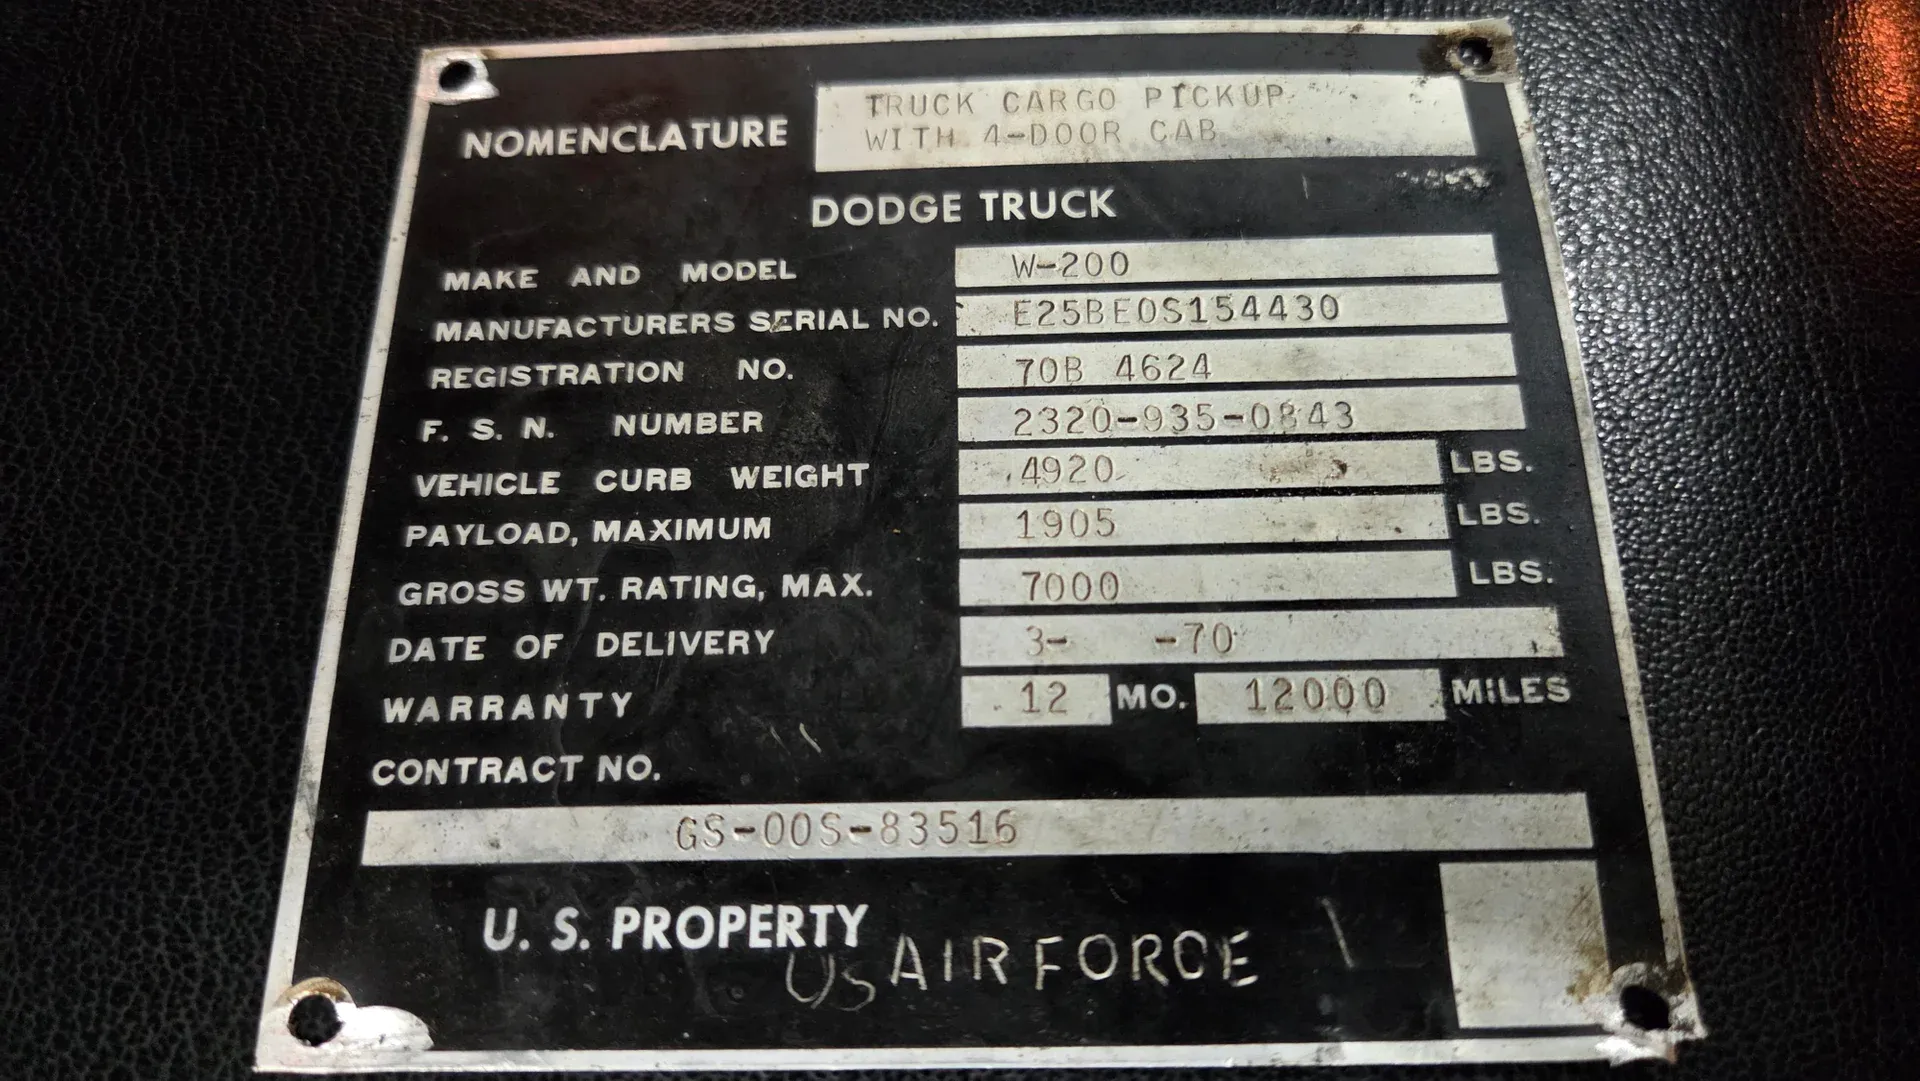 NOMENCLATURE TRUCK CARGO PICKUP
WITH 4-DOOR CAB
DODGE TRUCK
MAKE AND MODEL W-200
MANUFACTURERS SERIAL NO. E25BE0S154430
REGISTRATION NO. 70B 4624
F. S. N. NUMBER 2320-935-0843
VEHICLE CURB WEIGHT 4920 LBS.
PAYLOAD, MAXIMUM 1905 LBS.
GROSS WT. RATING, MAX. 7000 LBS.
DATE OF DELIVERY 3- -70
WARRANTY 12 MO. 12000 MILES
CONTRACT NO.
GS-00S-83516
U. S. PROPERTY
US AIR FORCE